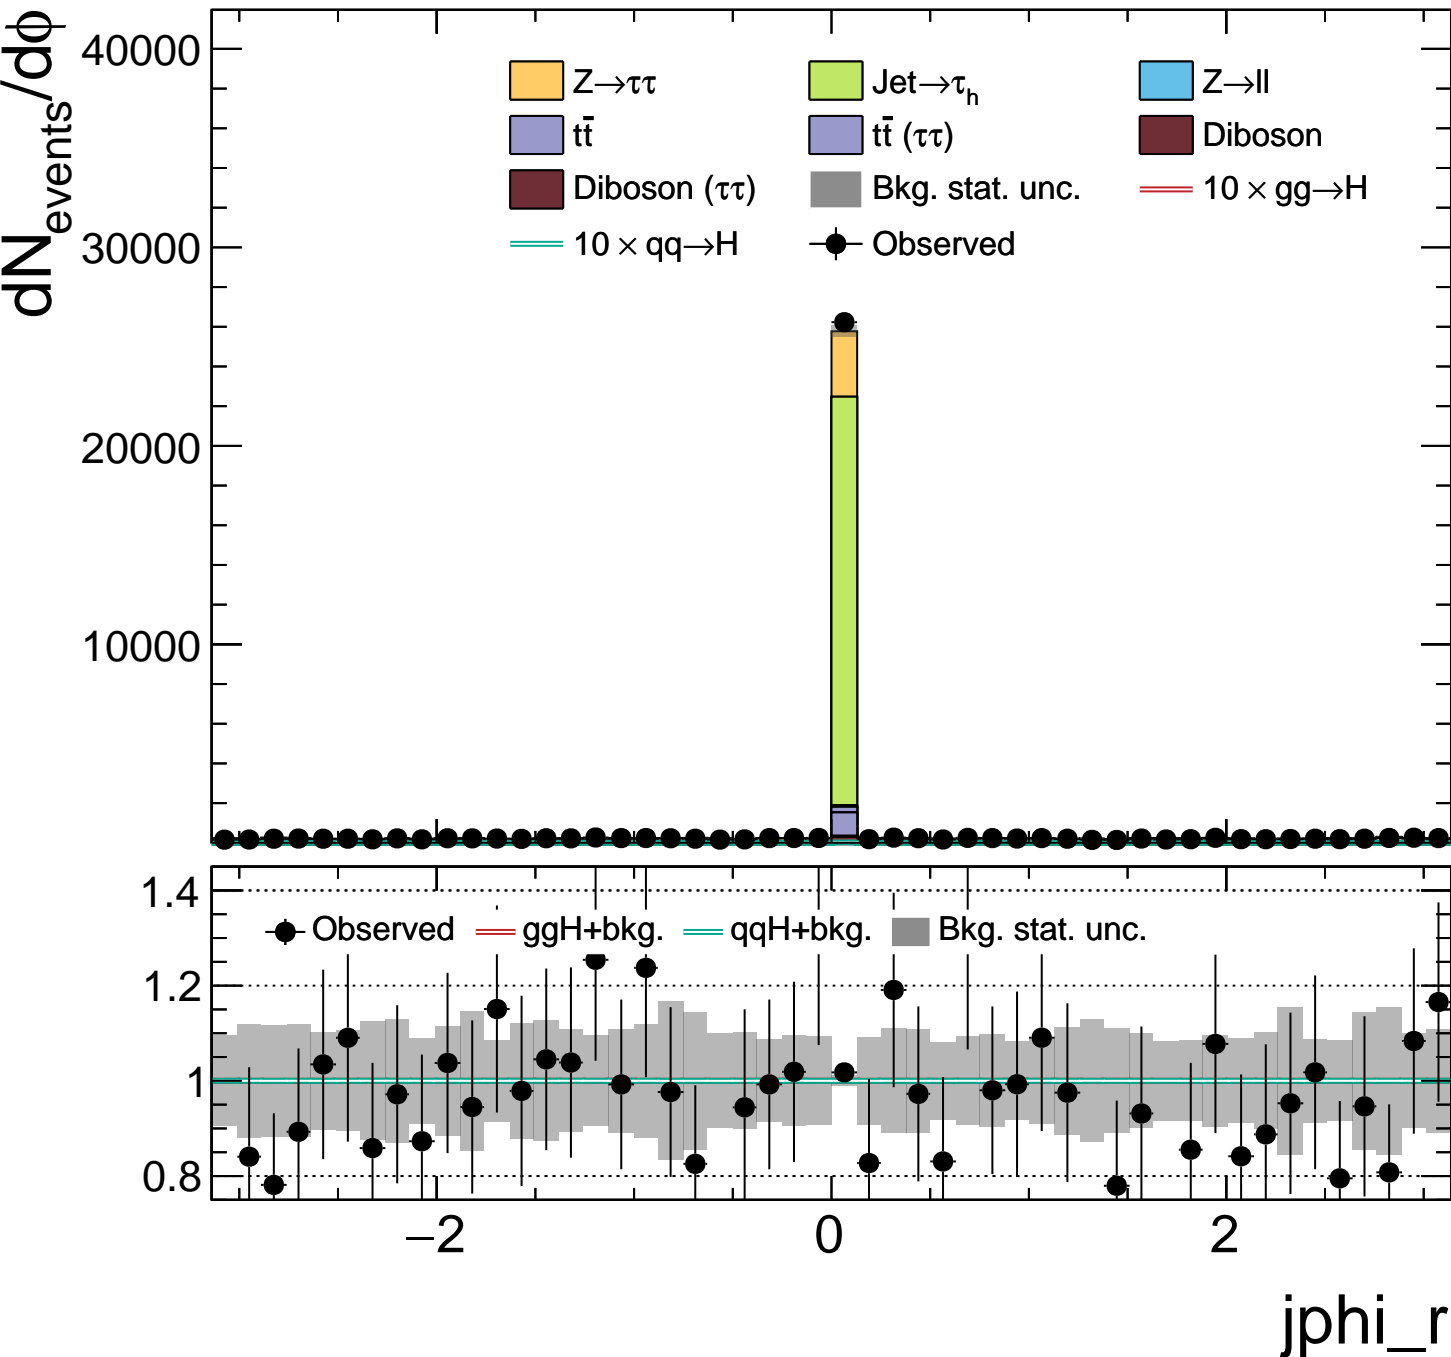 dN_events/dϕ
40000
30000
20000
10000
Z→ττ Jet→τ_h Z→ll
tt̄ tt̄ (ττ) Diboson
Diboson (ττ) Bkg. stat. unc. 10 × gg→H
10 × qq→H Observed
1.4
1.2
1
0.8
Observed ggH+bkg. qqH+bkg. Bkg. stat. unc.
−2 0 2
jphi_r